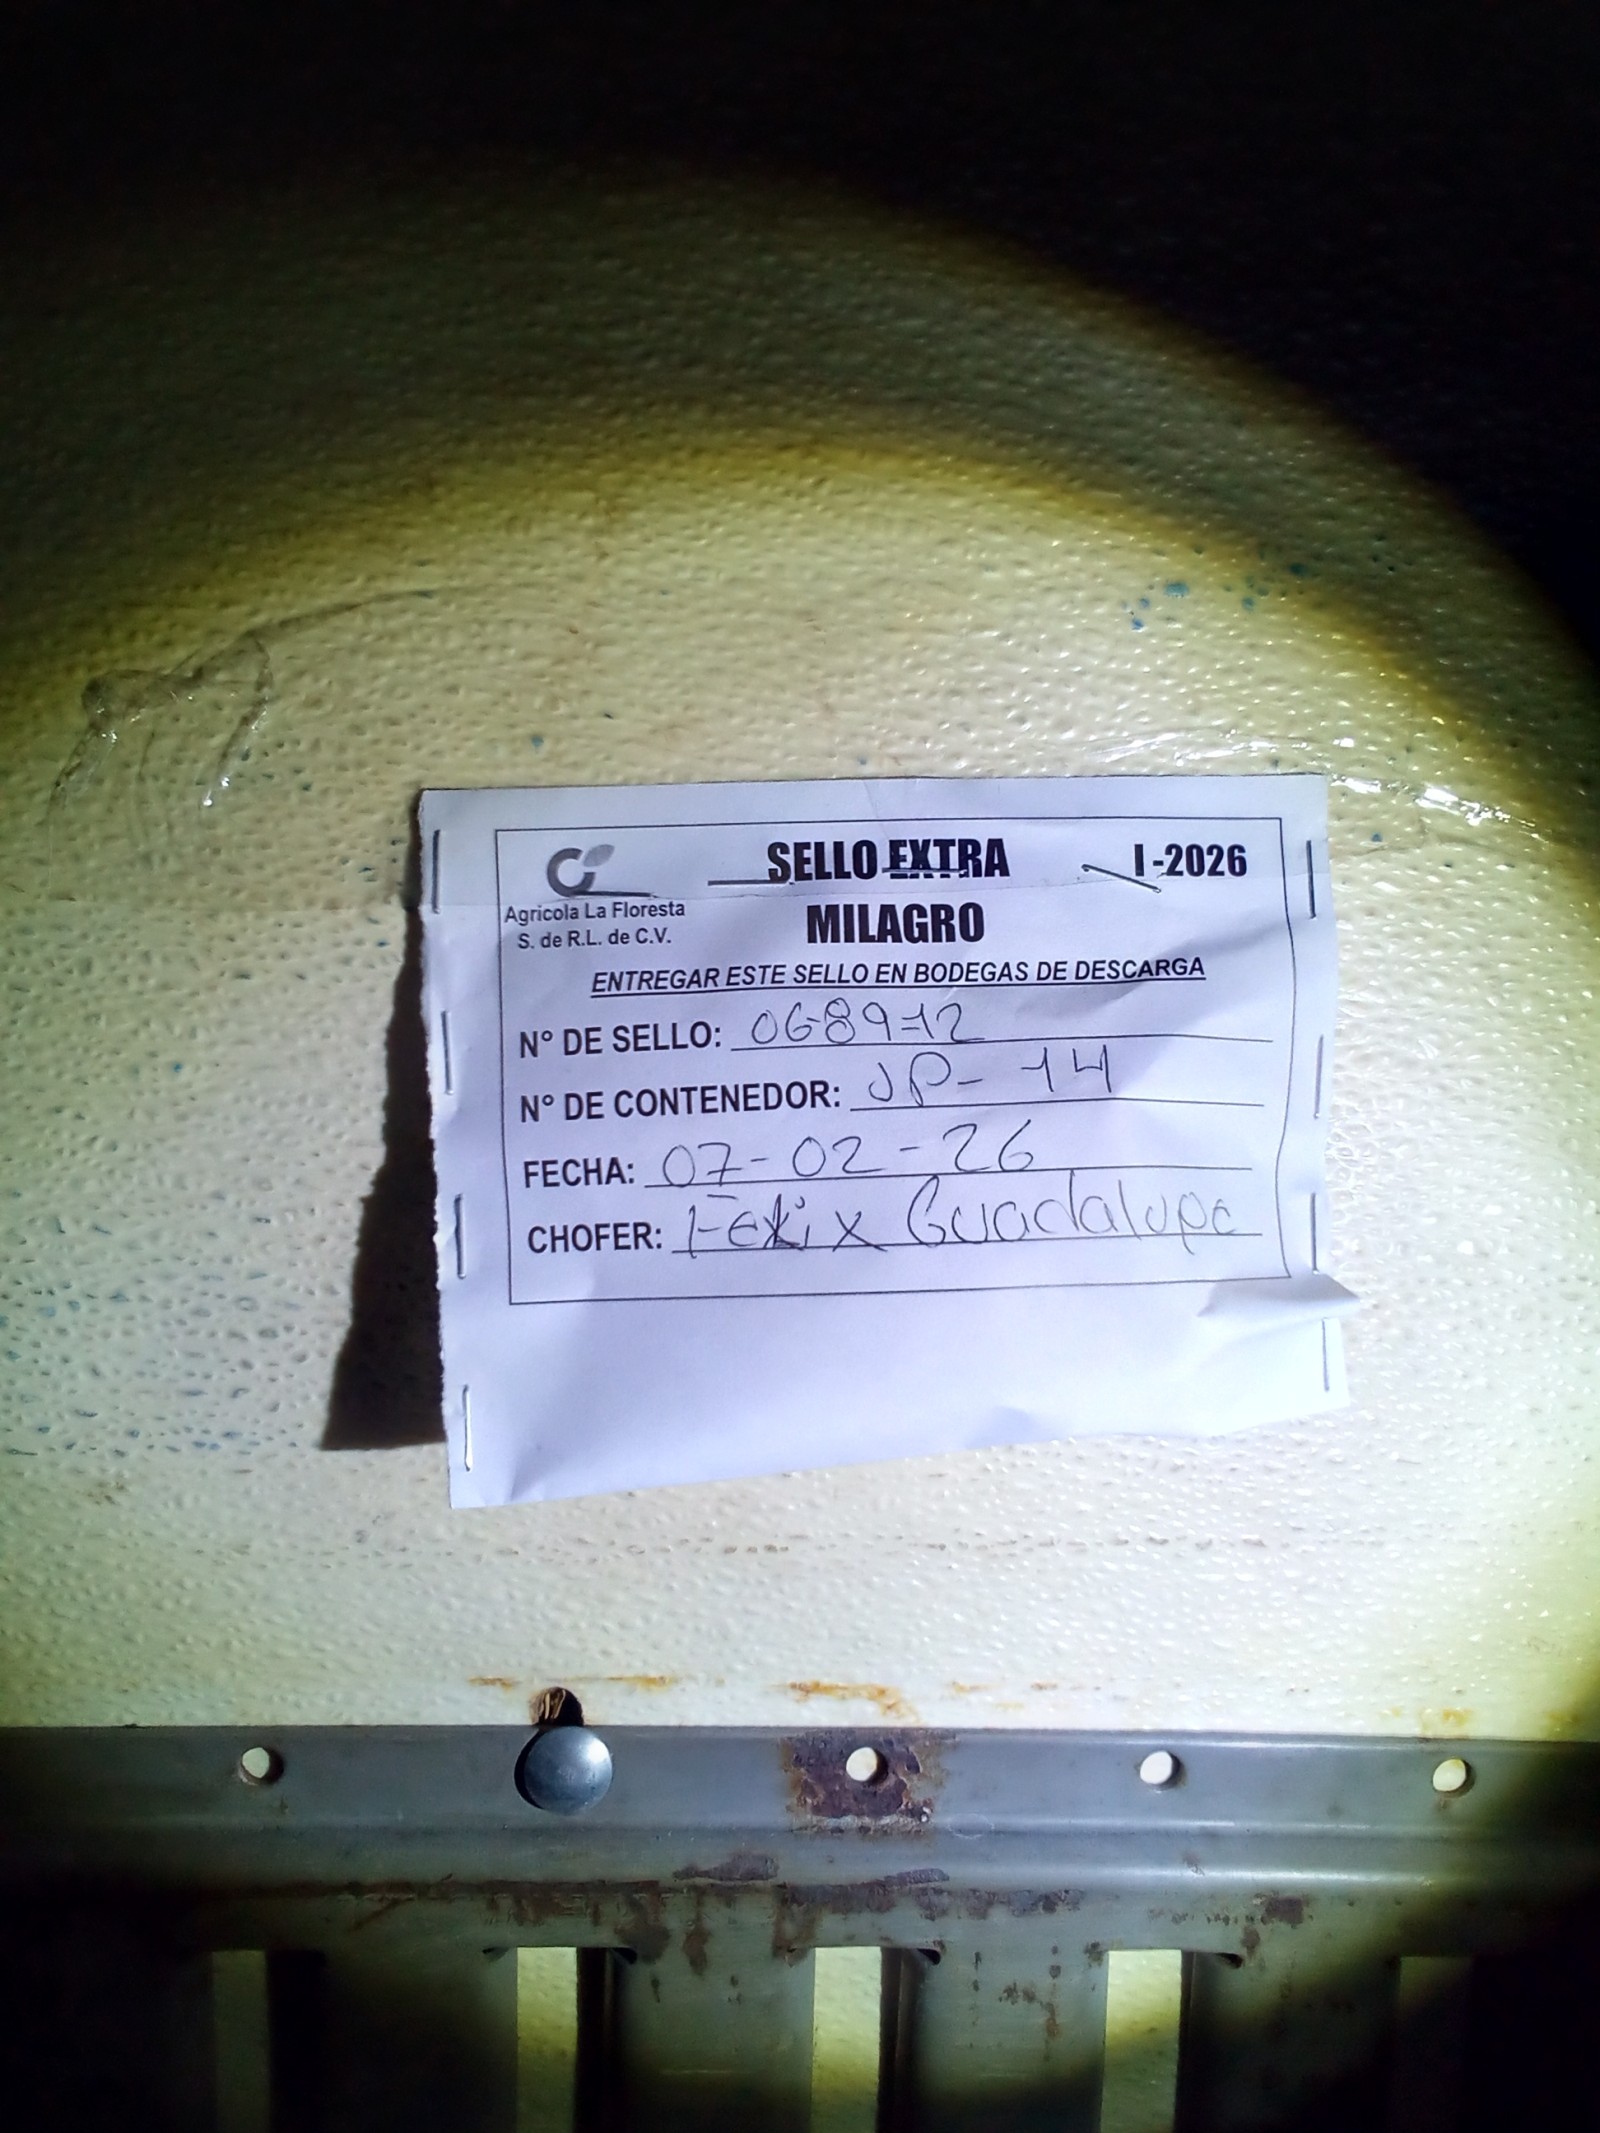 SELLO EXTRA I-2026
Agricola La Floresta
S. de R.L. de C.V.
MILAGRO
ENTREGAR ESTE SELLO EN BODEGAS DE DESCARGA
N° DE SELLO: 068912
N° DE CONTENEDOR: JP- 14
FECHA: 07-02-26
CHOFER: Felix Guadalupe